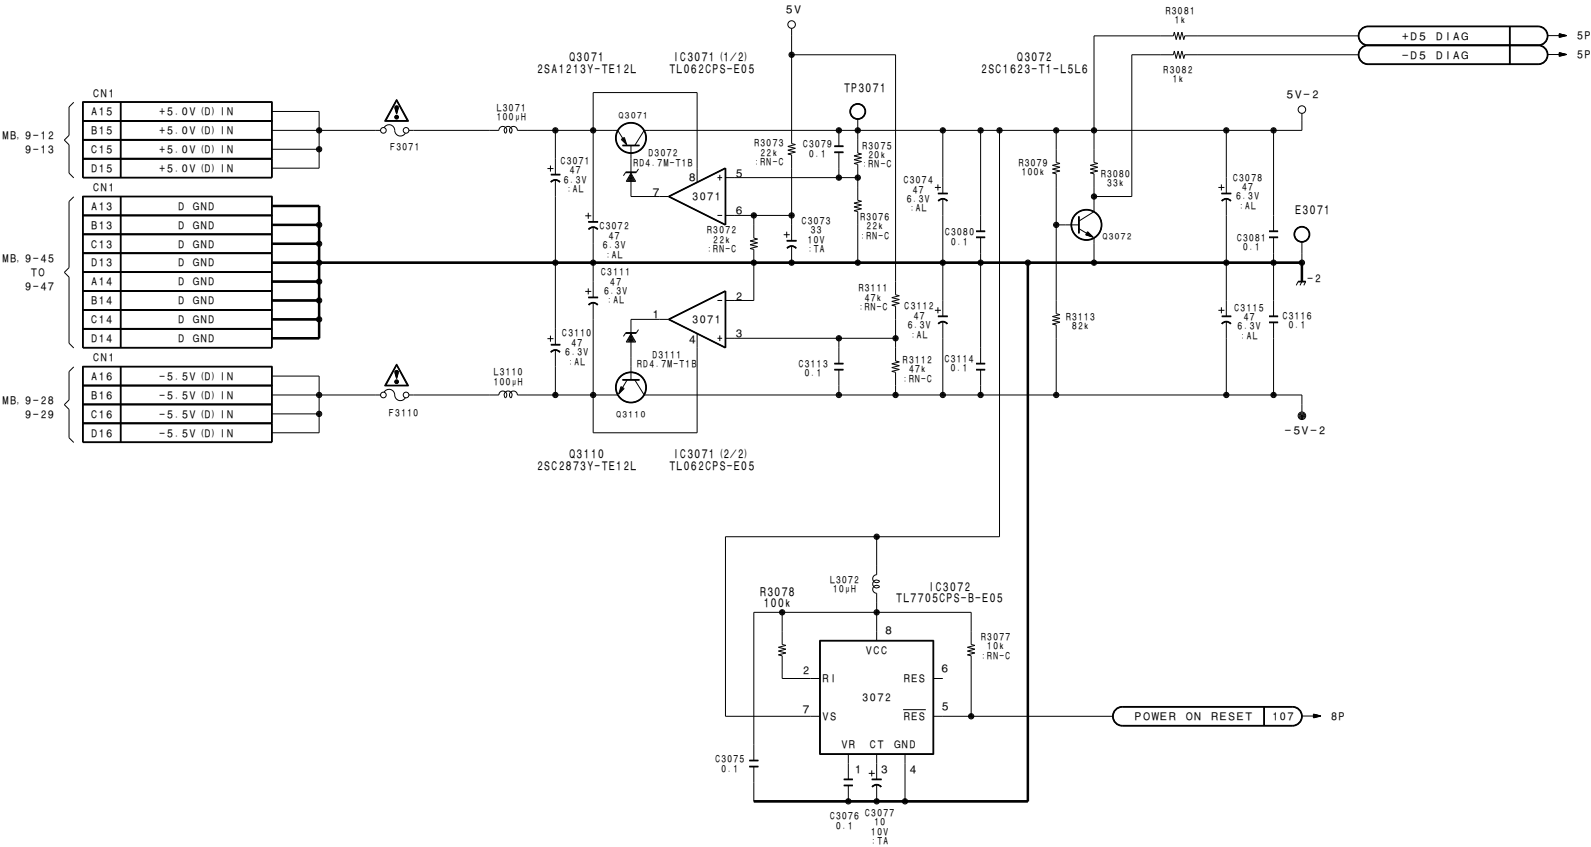 5V
R3081
1k
+D5 DIAG
5P
-D5 DIAG
5P
R3082
1k
Q3071
2SA1213Y-TE12L
IC3071 (1/2)
TL062CPS-E05
Q3072
2SC1623-T1-L5L6
TP3071
5V-2
CN1
A15 +5.0V(D) IN
B15 +5.0V(D) IN
C15 +5.0V(D) IN
D15 +5.0V(D) IN
MB, 9-12
9-13
F3071
L3071
100μH
Q3071
D3072
RD4.7M-T1B
C3071
47
6.3V
:AL
C3072
47
6.3V
:AL
8
7
3071
+
5
-
6
R3073
22k
:RN-C
C3079
0.1
R3075
20k
:RN-C
R3072
22k
:RN-C
C3073
33
10V
:TA
R3076
22k
:RN-C
C3074
47
6.3V
:AL
C3080
0.1
R3079
100k
R3080
33k
Q3072
C3078
47
6.3V
:AL
C3081
0.1
E3071
-2
CN1
A13 D GND
B13 D GND
C13 D GND
D13 D GND
A14 D GND
B14 D GND
C14 D GND
D14 D GND
MB, 9-45
TO
9-47
C3111
47
6.3V
:AL
C3110
47
6.3V
:AL
1
3071
-
2
+
3
4
D3111
RD4.7M-T1B
R3111
47k
:RN-C
C3112
47
6.3V
:AL
R3112
47k
:RN-C
C3113
0.1
C3114
0.1
R3113
82k
C3115
47
6.3V
:AL
C3116
0.1
CN1
A16 -5.5V(D) IN
B16 -5.5V(D) IN
C16 -5.5V(D) IN
D16 -5.5V(D) IN
MB, 9-28
9-29
F3110
L3110
100μH
Q3110
-5V-2
Q3110
2SC2873Y-TE12L
IC3071 (2/2)
TL062CPS-E05
L3072
10μH
IC3072
TL7705CPS-B-E05
R3078
100k
8
VCC
R3077
10k
:RN-C
2
RI
RES
6
3072
7
VS
RES
5
POWER ON RESET 107
8P
VR CT GND
1
3
4
C3075
0.1
C3076
0.1
C3077
10
10V
:TA